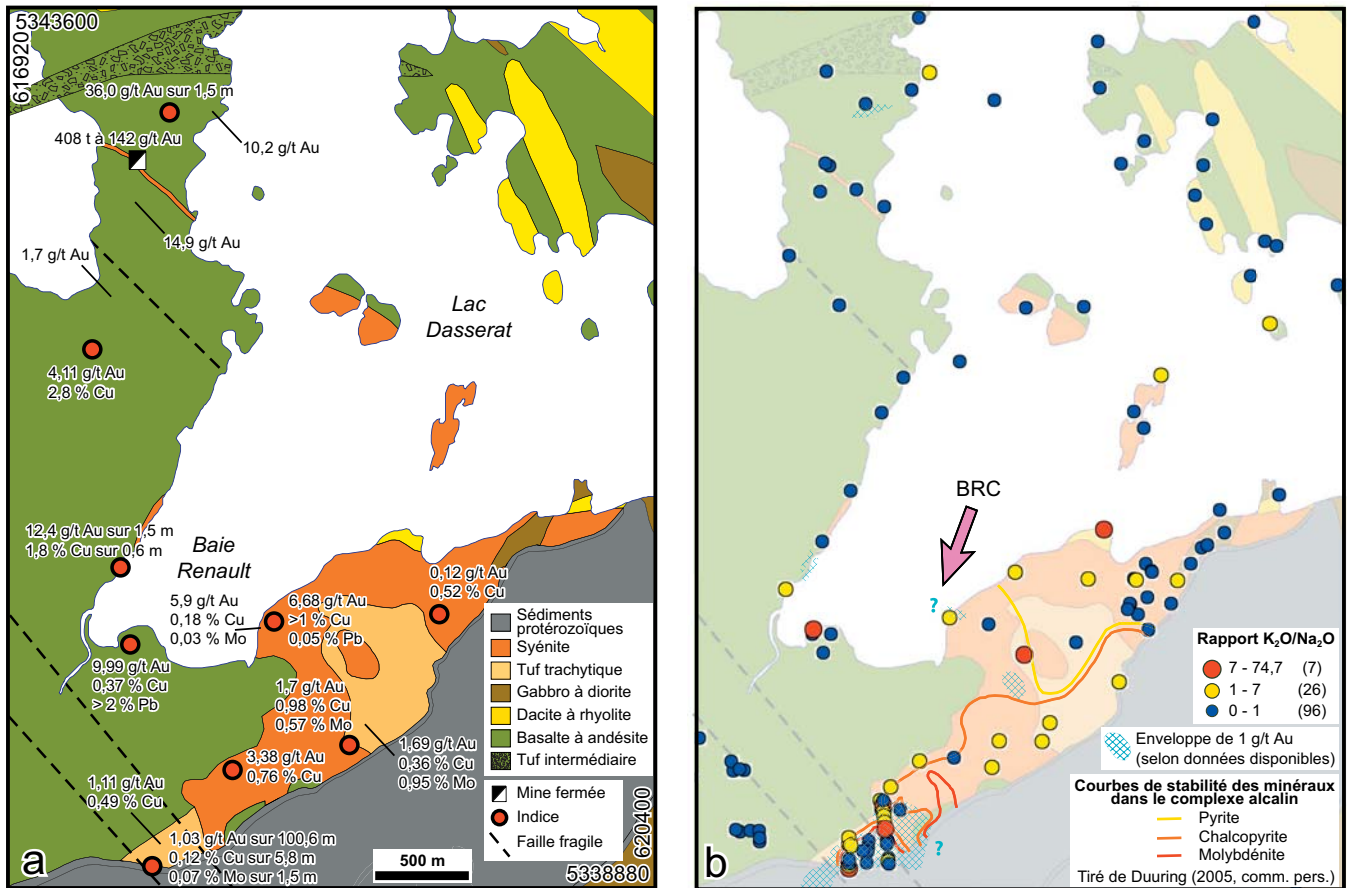 5343600
616920
36,0 g/t Au sur 1,5 m
408 t à 142 g/t Au
10,2 g/t Au
14,9 g/t Au
1,7 g/t Au
Lac
Dasserat
4,11 g/t Au
2,8 % Cu
12,4 g/t Au sur 1,5 m
1,8 % Cu sur 0,6 m
Baie
Renault
5,9 g/t Au
0,18 % Cu
0,03 % Mo
6,68 g/t Au
>1 % Cu
0,05 % Pb
0,12 g/t Au
0,52 % Cu
9,99 g/t Au
0,37 % Cu
> 2 % Pb
1,7 g/t Au
0,98 % Cu
0,57 % Mo
1,69 g/t Au
0,36 % Cu
0,95 % Mo
3,38 g/t Au
0,76 % Cu
1,11 g/t Au
0,49 % Cu
1,03 g/t Au sur 100,6 m
0,12 % Cu sur 5,8 m
0,07 % Mo sur 1,5 m
Sédiments
protérozoïques
Syénite
Tuf trachytique
Gabbro à diorite
Dacite à rhyolite
Basalte à andésite
Tuf intermédiaire
Mine fermée
Indice
Faille fragile
a
500 m
620400
5338880
BRC
?
?
Rapport K₂O/Na₂O
7 - 74,7 (7)
1 - 7 (26)
0 - 1 (96)
Enveloppe de 1 g/t Au
(selon données disponibles)
Courbes de stabilité des minéraux
dans le complexe alcalin
Pyrite
Chalcopyrite
Molybdénite
Tiré de Duuring (2005, comm. pers.)
b